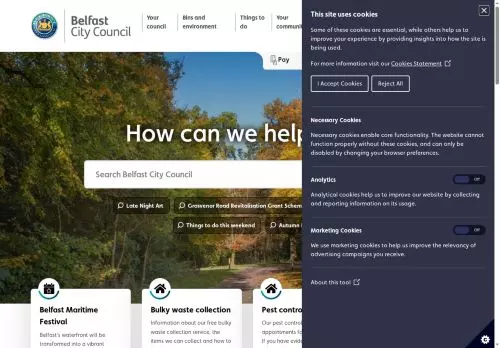 Belfast
City Council
Your
council
Bins and
environment
Things to
do
Your
community
Pay
How can we help
Search Belfast City Council
Late Night Art
Grosvenor Road Revitalisation Grant Schem
Things to do this weekend
Autumn
Belfast Maritime
Festival
Belfast's waterfront will be
transformed into a vibrant
Bulky waste collection
Information about our free bulky
waste collection service, the
items we can collect and how to
Pest control
Our pest control
appointments fo
if you have evide
This site uses cookies
Some of these cookies are essential, while others help us to
improve your experience by providing insights into how the site is
being used.
For more information visit our Cookies Statement
I Accept Cookies
Reject All
Necessary Cookies
Necessary cookies enable core functionality. The website cannot
function properly without these cookies, and can only be
disabled by changing your browser preferences.
Analytics
Off
Analytical cookies help us to improve our website by collecting
and reporting information on its usage.
Marketing Cookies
Off
We use marketing cookies to help us improve the relevancy of
advertising campaigns you receive.
About this tool